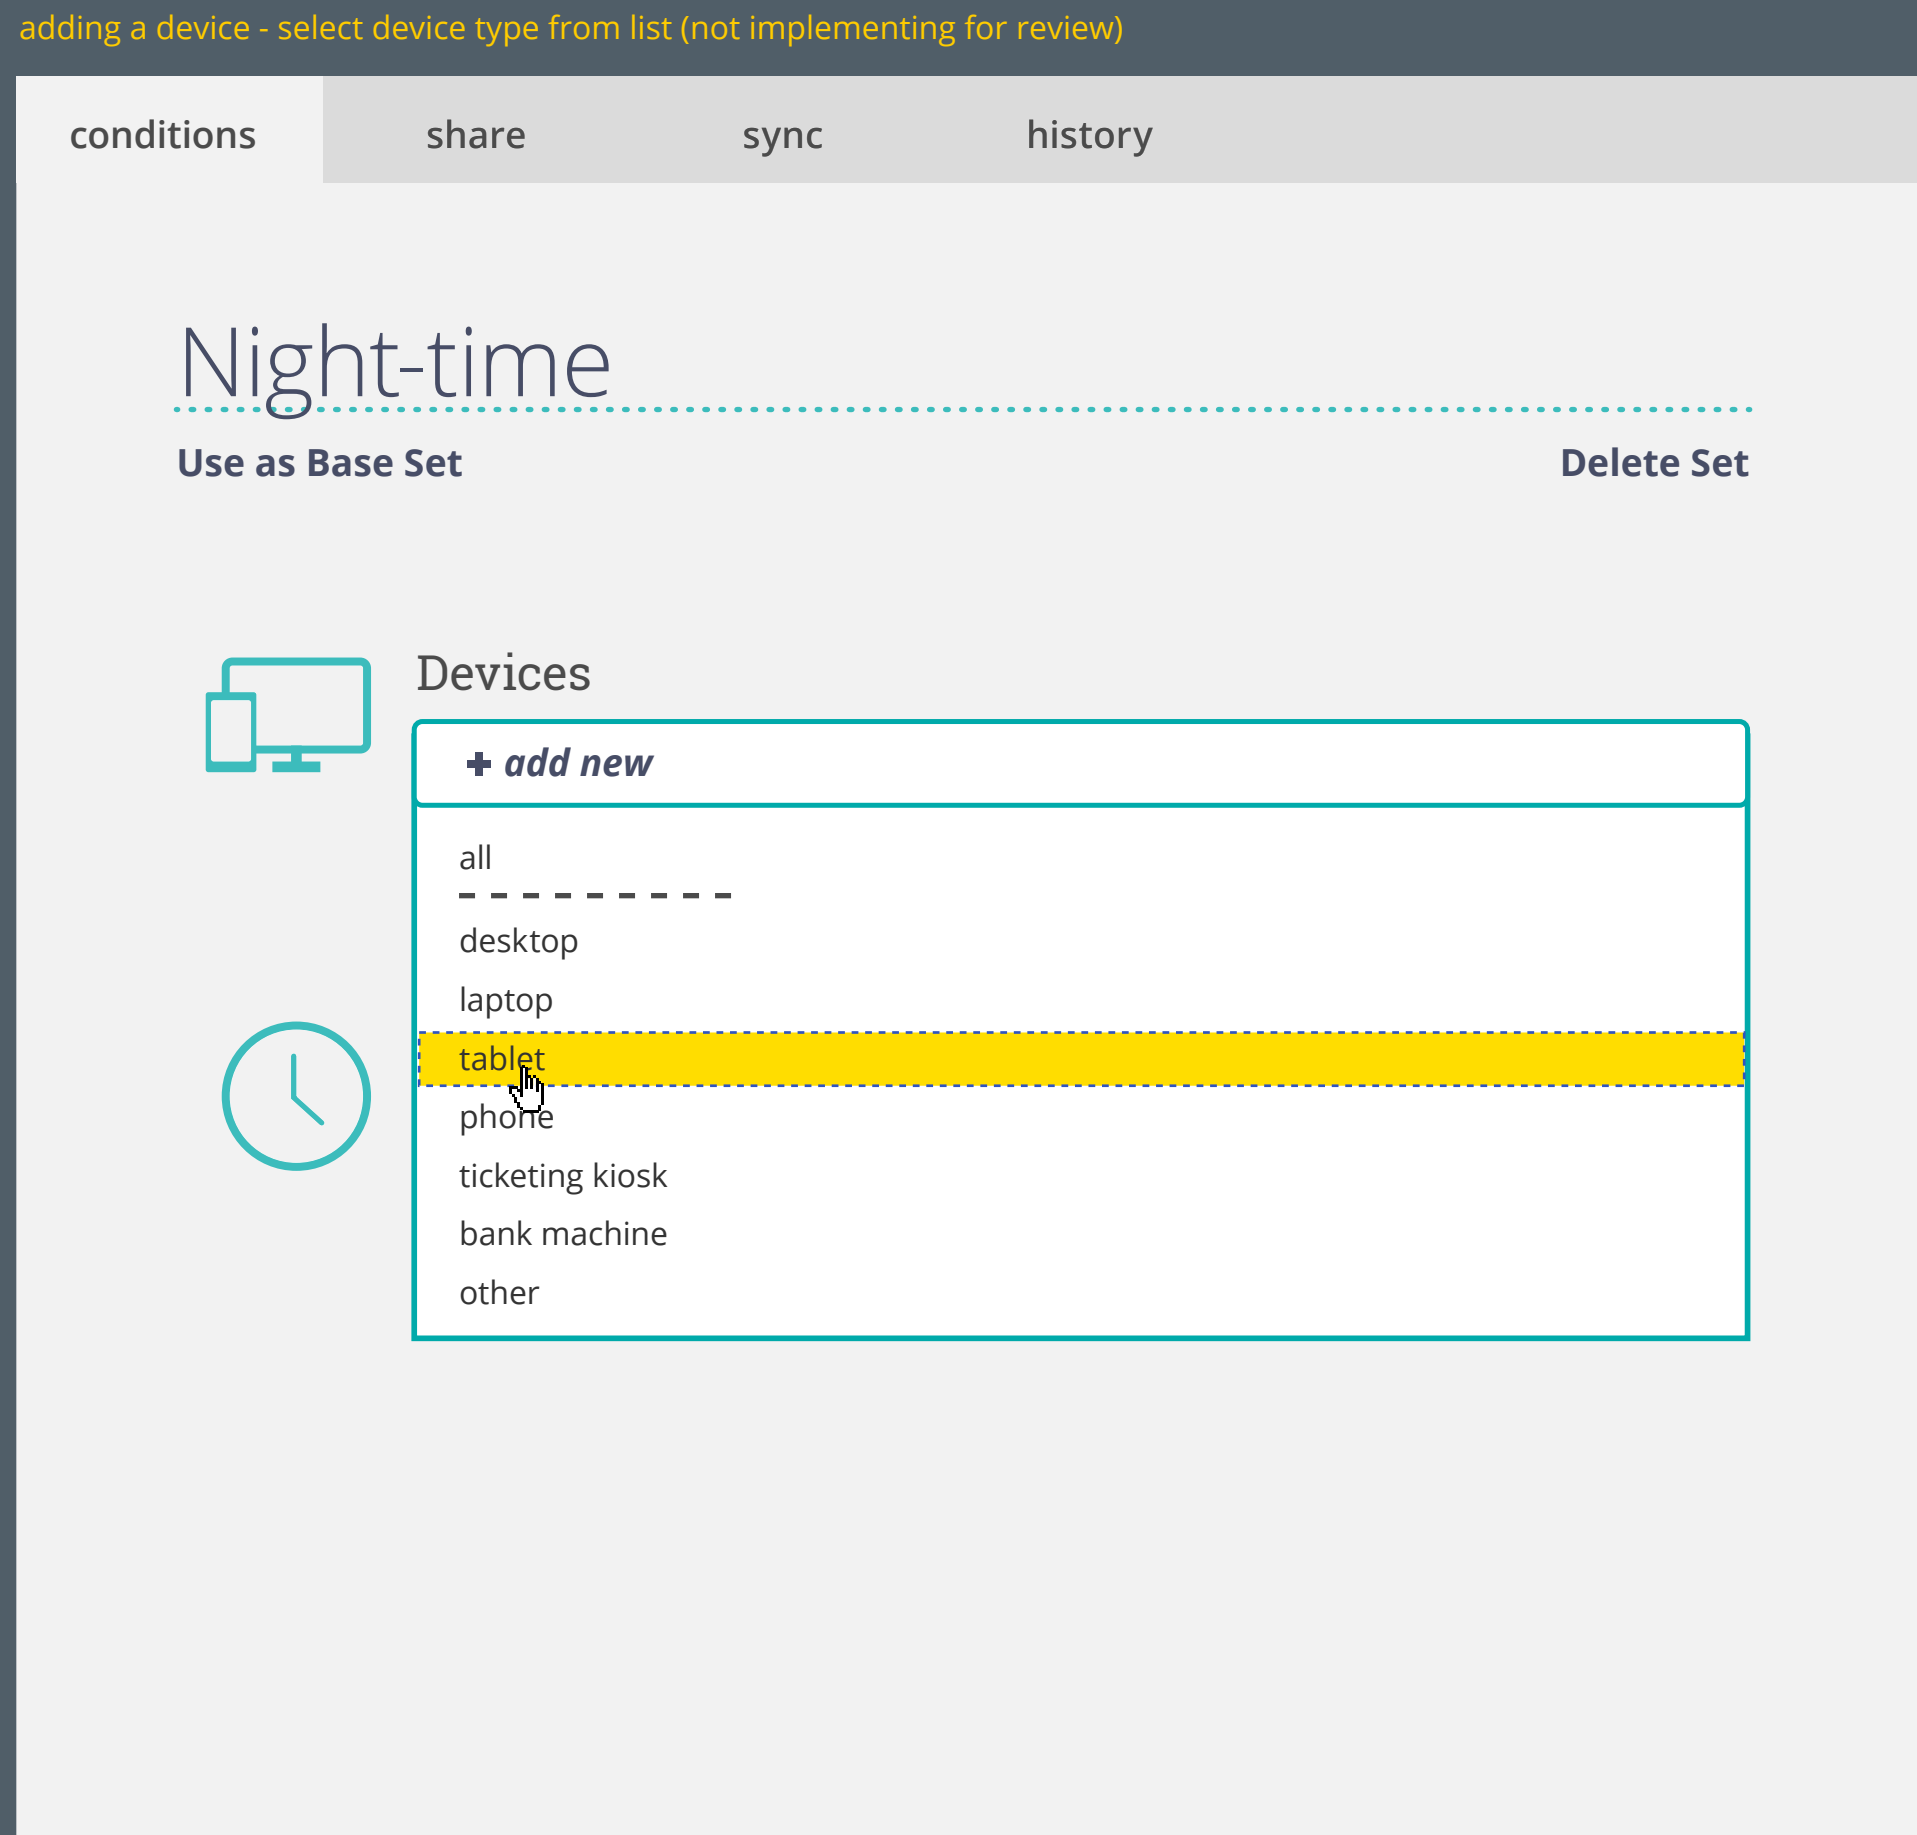 adding a device - select device type from list (not implementing for review)
conditions share sync history
Night-time
Use as Base Set Delete Set
Devices
+ add new
all
desktop
laptop
tablet
phone
ticketing kiosk
bank machine
other